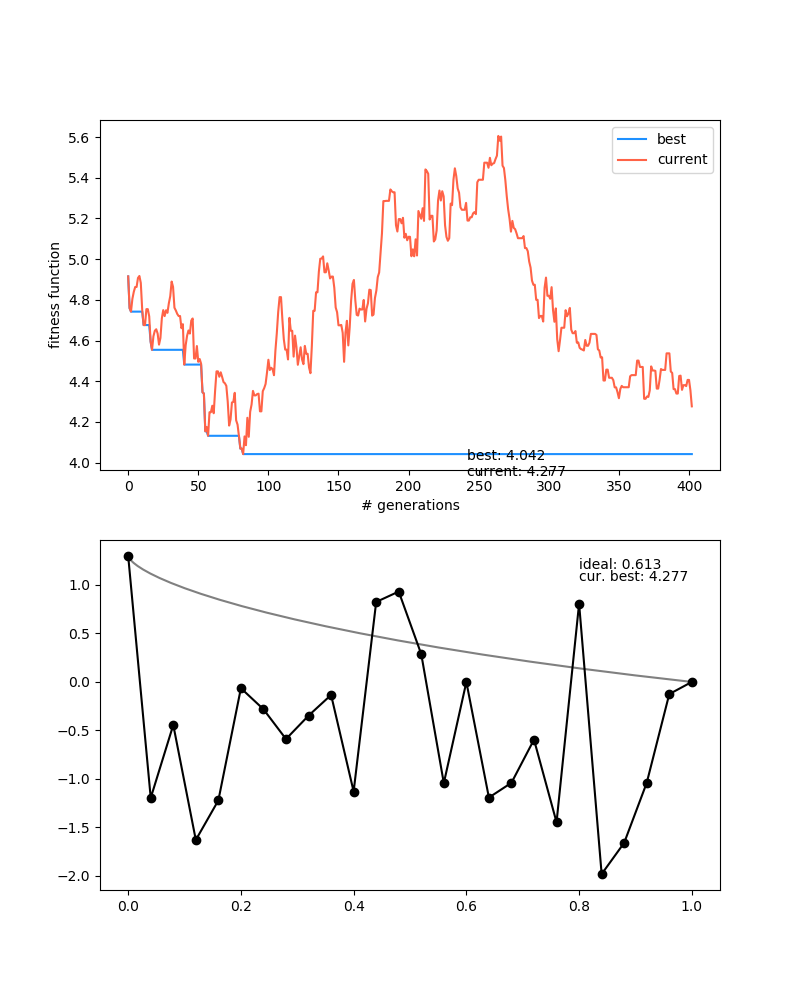 5.6
5.4
5.2
5.0
4.8
4.6
4.4
4.2
4.0
fitness function
best
current
best: 4.042
current: 4.277
0 50 100 150 200 250 300 350 400
# generations
ideal: 0.613
cur. best: 4.277
1.0
0.5
0.0
−0.5
−1.0
−1.5
−2.0
0.0 0.2 0.4 0.6 0.8 1.0